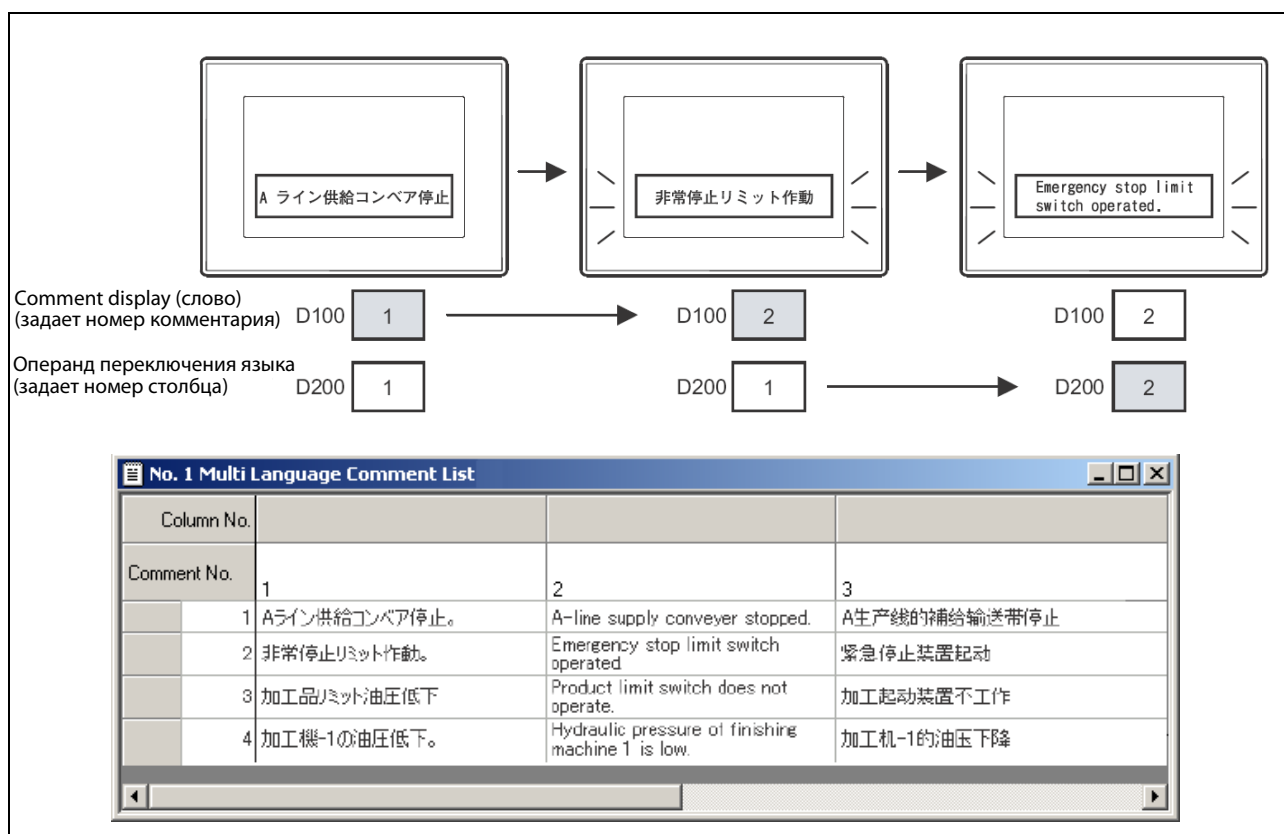 A ライン供給コンベア停止
非常停止リミット作動
Emergency stop limit
switch operated.
Comment display (слово)
(задает номер комментария)
D100 1
D100 2
D100 2
Операнд переключения языка
(задает номер столбца)
D200 1
D200 1
D200 2
No. 1 Multi Language Comment List
Column No.
Comment No.
1
2
3
1 Aライン供給コンベア停止。 A-line supply conveyer stopped. A生产线的補给输送带停止
2 非常停止リミット作動。 Emergency stop limit switch
operated 緊急停止装置起动
3 加工品リミット油圧低下 Product limit switch does not
operate. 加工起动装置不工作
4 加工機-1の油圧低下。 Hydraulic pressure of finishing
machine 1 is low. 加工机-1的油压下降